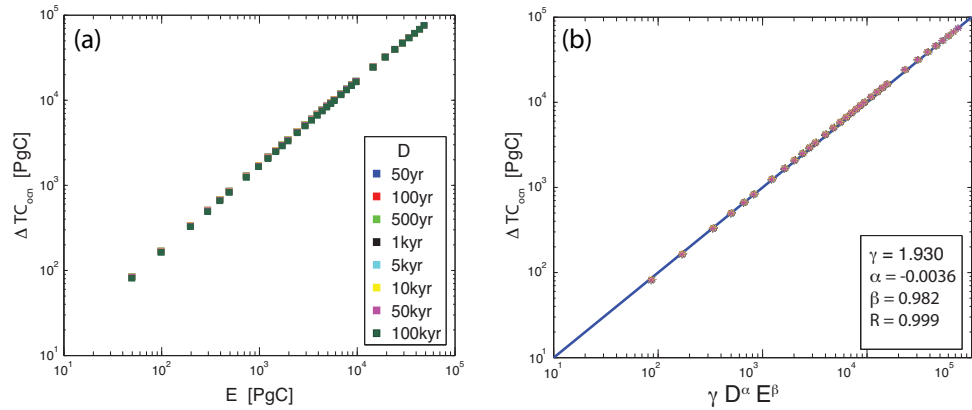 (a)
Δ TC_ocn [PgC]
10^5
10^4
10^3
10^2
10^1
10^1 10^2 10^3 10^4 10^5
E [PgC]
D
50yr
100yr
500yr
1kyr
5kyr
10kyr
50kyr
100kyr
(b)
Δ TC_ocn [PgC]
10^5
10^4
10^3
10^2
10^1
10^1 10^2 10^3 10^4 10^5
γ D^α E^β
γ = 1.930
α = -0.0036
β = 0.982
R = 0.999